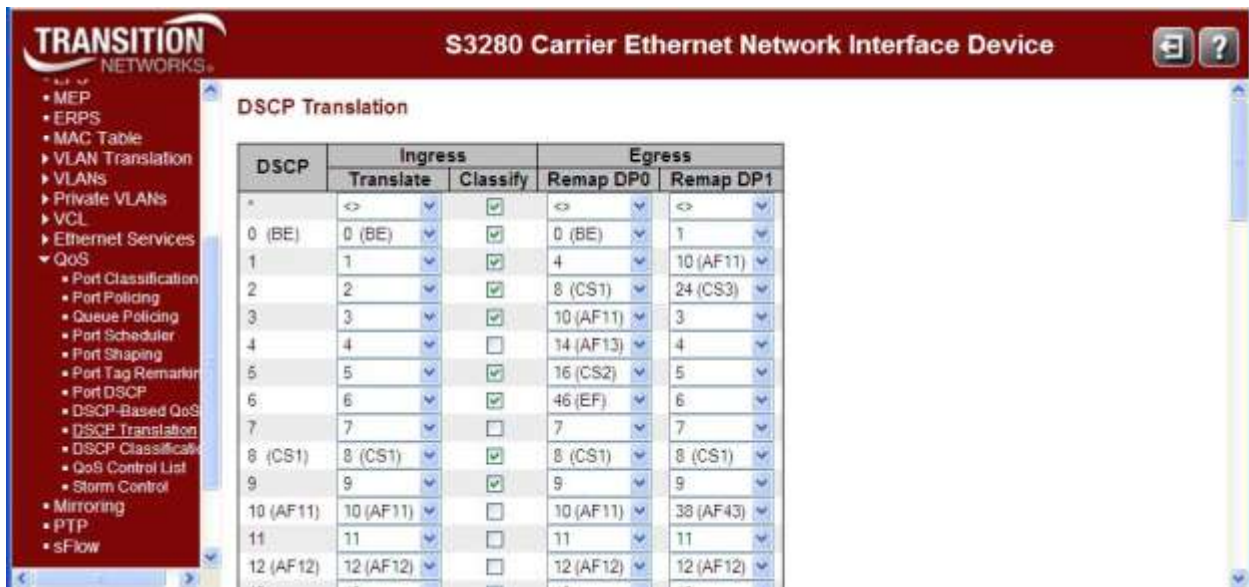 TRANSITION
NETWORKS®
S3280 Carrier Ethernet Network Interface Device
?
MEP
ERPS
MAC Table
VLAN Translation
VLANs
Private VLANs
VCL
Ethernet Services
QoS
Port Classification
Port Policing
Queue Policing
Port Scheduler
Port Shaping
Port Tag Remarkin
Port DSCP
DSCP-Based QoS
DSCP Translation
DSCP Classificati
QoS Control List
Storm Control
Mirroring
PTP
sFlow
DSCP Translation
DSCP Ingress Egress
Translate Classify Remap DP0 Remap DP1
* <> <> <>
0 (BE) 0 (BE) 0 (BE) 1
1 1 4 10 (AF11)
2 2 8 (CS1) 24 (CS3)
3 3 10 (AF11) 3
4 4 14 (AF13) 4
5 5 16 (CS2) 5
6 6 46 (EF) 6
7 7 7 7
8 (CS1) 8 (CS1) 8 (CS1) 8 (CS1)
9 9 9 9
10 (AF11) 10 (AF11) 10 (AF11) 38 (AF43)
11 11 11 11
12 (AF12) 12 (AF12) 12 (AF12) 12 (AF12)